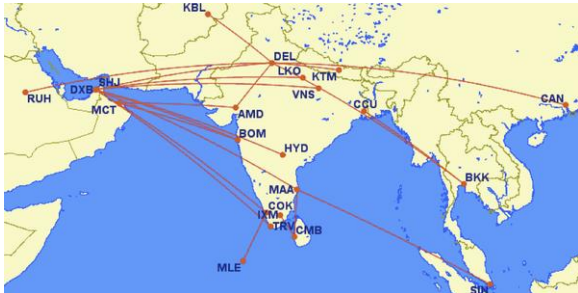 KBL
DEL
LKO
KTM
SHJ
DXB
RUH
VNS
CAN
MCT
AMD
CCU
BOM
HYD
BKK
MAA
COK
IXM
TRV
CMB
MLE
SIN